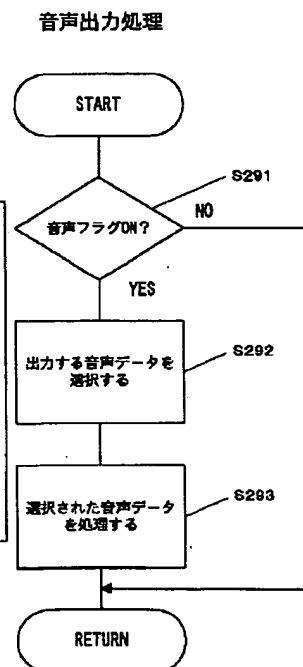 音声出力処理
START
S291
音声フラグON?
NO
YES
出力する音声データを
選択する
S292
選択された音声データ
を処理する
S293
RETURN